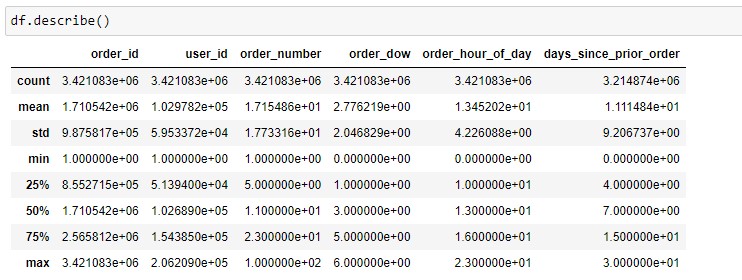 df.describe()
order_id user_id order_number order_dow order_hour_of_day days_since_prior_order
count 3.421083e+06 3.421083e+06 3.421083e+06 3.421083e+06 3.421083e+06 3.214874e+06
mean 1.710542e+06 1.029782e+05 1.715486e+01 2.776219e+00 1.345202e+01 1.111484e+01
std 9.875817e+05 5.953372e+04 1.773316e+01 2.046829e+00 4.226088e+00 9.206737e+00
min 1.000000e+00 1.000000e+00 1.000000e+00 0.000000e+00 0.000000e+00 0.000000e+00
25% 8.552715e+05 5.139400e+04 5.000000e+00 1.000000e+00 1.000000e+01 4.000000e+00
50% 1.710542e+06 1.026890e+05 1.100000e+01 3.000000e+00 1.300000e+01 7.000000e+00
75% 2.565812e+06 1.543850e+05 2.300000e+01 5.000000e+00 1.600000e+01 1.500000e+01
max 3.421083e+06 2.062090e+05 1.000000e+02 6.000000e+00 2.300000e+01 3.000000e+01